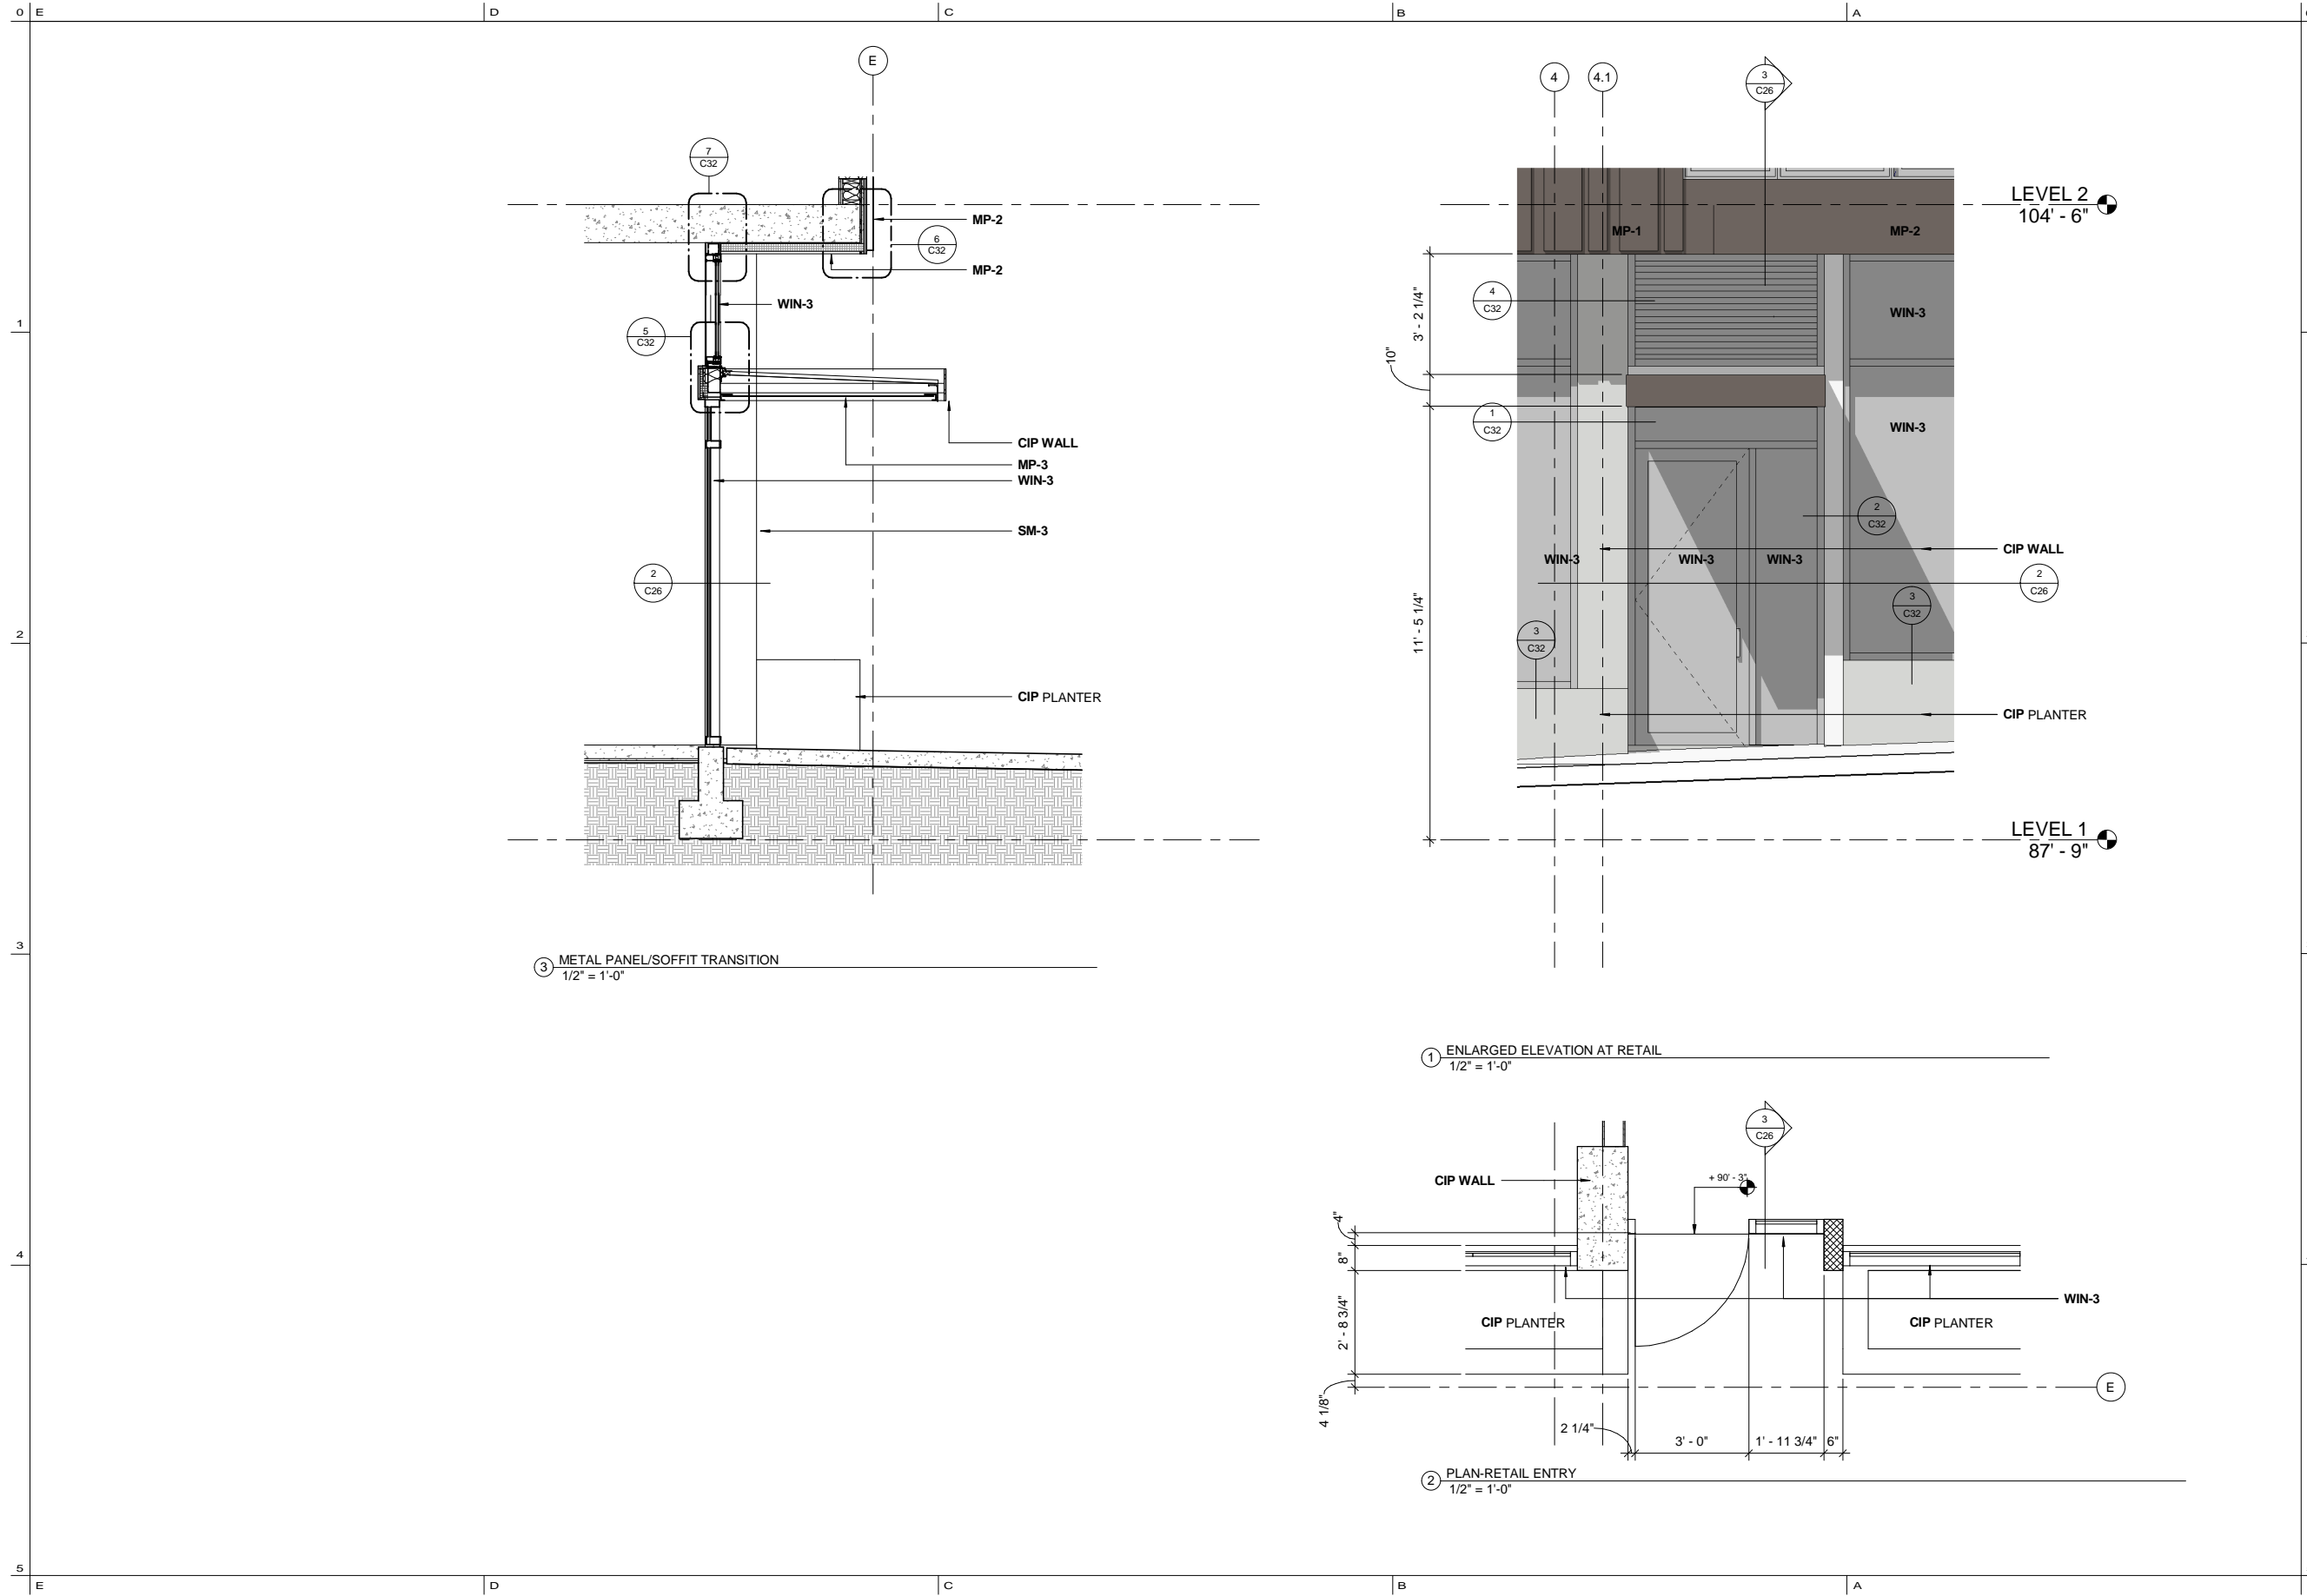 0 E D C B A
E
7
C32
MP-2
6
C32
MP-2
WIN-3
5
C32
CIP WALL
MP-3
WIN-3
SM-3
2
C26
CIP PLANTER
3 METAL PANEL/SOFFIT TRANSITION
1/2" = 1'-0"
4 4.1
3
C26
LEVEL 2
104' - 6"
MP-1 MP-2
3' - 2 1/4"
4
C32
WIN-3
10"
1
C32
WIN-3
2
C32
CIP WALL
WIN-3 WIN-3 WIN-3
2
C26
3
C32
3
C32
11' - 5 1/4"
CIP PLANTER
LEVEL 1
87' - 9"
1 ENLARGED ELEVATION AT RETAIL
1/2" = 1'-0"
3
C26
CIP WALL
+ 90' - 3"
4"
8"
2' - 8 3/4"
4 1/8"
WIN-3
CIP PLANTER CIP PLANTER
E
2 1/4" 3' - 0" 1' - 11 3/4" 6"
2 PLAN-RETAIL ENTRY
1/2" = 1'-0"
1
2
3
4
5
E D C B A